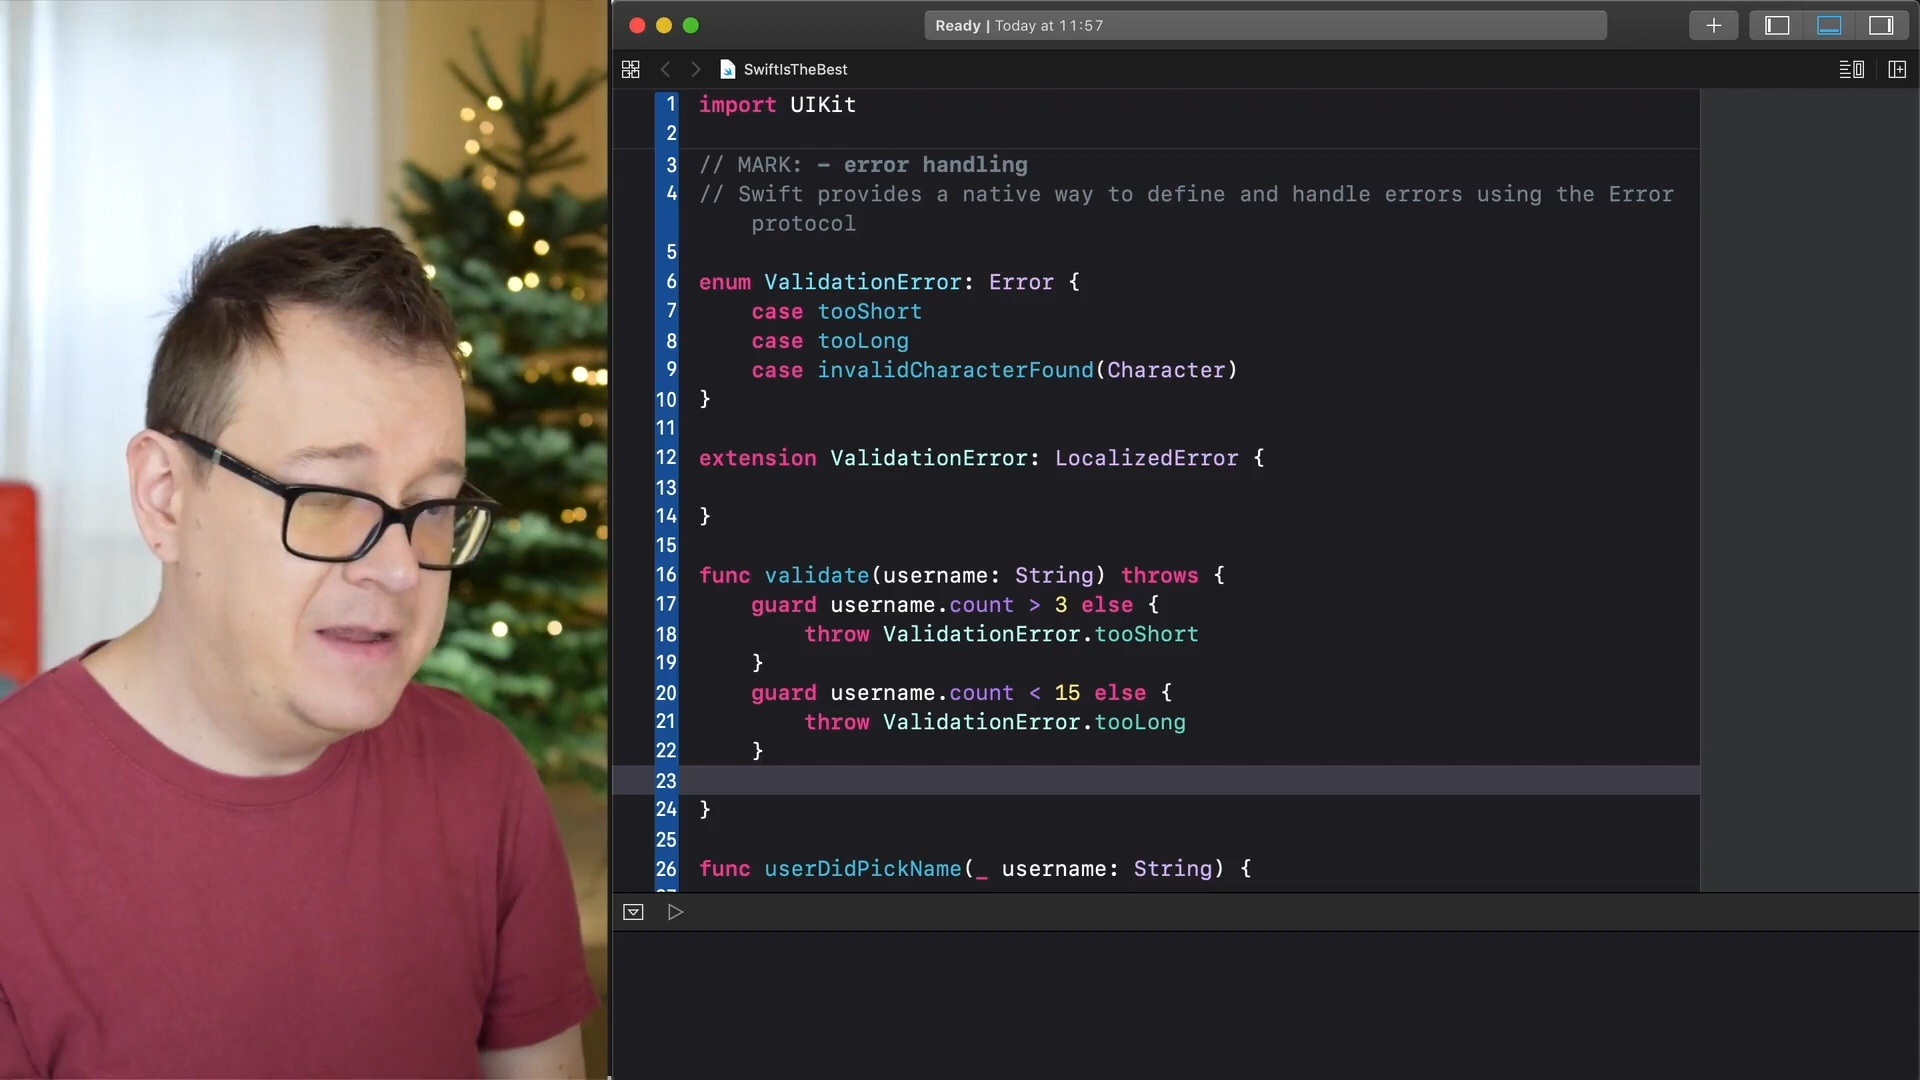 Ready | Today at 11:57
SwiftIsTheBest
1 import UIKit
2
3 // MARK: - error handling
4 // Swift provides a native way to define and handle errors using the Error
protocol
5
6 enum ValidationError: Error {
7 case tooShort
8 case tooLong
9 case invalidCharacterFound(Character)
10 }
11
12 extension ValidationError: LocalizedError {
13
14 }
15
16 func validate(username: String) throws {
17 guard username.count > 3 else {
18 throw ValidationError.tooShort
19 }
20 guard username.count < 15 else {
21 throw ValidationError.tooLong
22 }
23
24 }
25
26 func userDidPickName(_ username: String) {